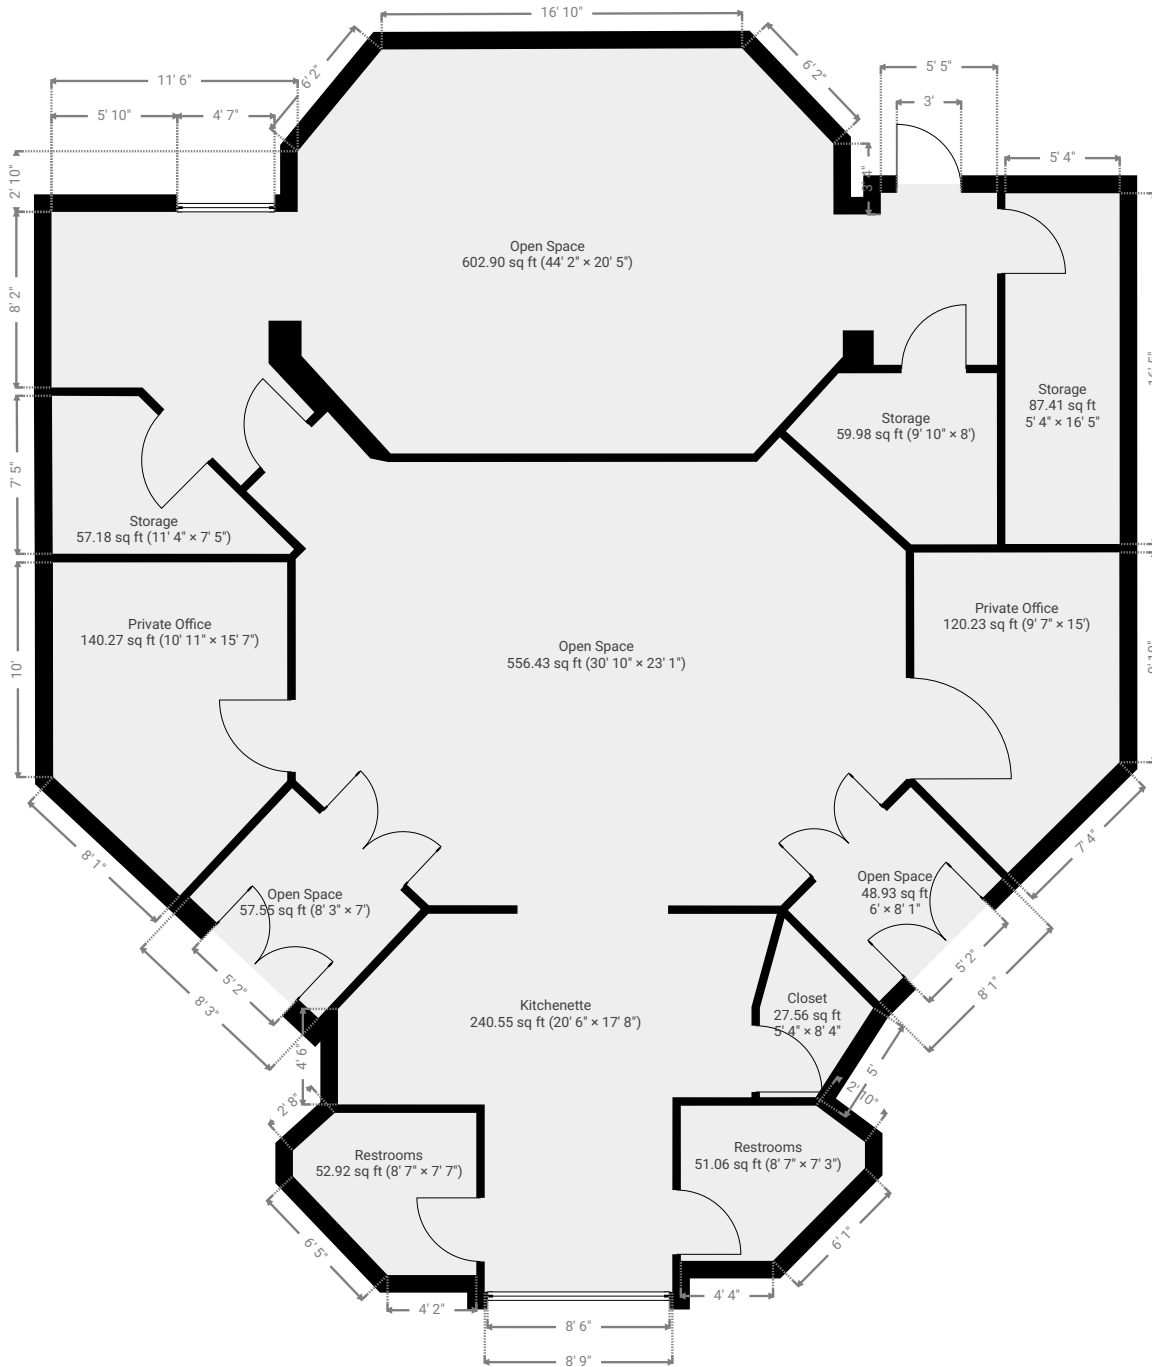 16' 10"
6' 2"
6' 2"
11' 6"
5' 10"
4' 7"
5' 5"
3'
5' 4"
2' 10"
3' 4"
8' 2"
Open Space
602.90 sq ft (44' 2" × 20' 5")
16' 5"
Storage
87.41 sq ft
5' 4" × 16' 5"
Storage
59.98 sq ft (9' 10" × 8')
7' 5"
Storage
57.18 sq ft (11' 4" × 7' 5")
Private Office
140.27 sq ft (10' 11" × 15' 7")
Open Space
556.43 sq ft (30' 10" × 23' 1")
Private Office
120.23 sq ft (9' 7" × 15')
10'
9' 10"
8' 1"
7' 4"
Open Space
57.55 sq ft (8' 3" × 7')
Open Space
48.93 sq ft
6' × 8' 1"
5' 2"
8' 3"
5' 2"
8' 1"
Kitchenette
240.55 sq ft (20' 6" × 17' 8")
Closet
27.56 sq ft
5' 4" × 8' 4"
4' 6"
5'
2' 8"
2' 10"
Restrooms
52.92 sq ft (8' 7" × 7' 7")
Restrooms
51.06 sq ft (8' 7" × 7' 3")
6' 5"
6' 1"
4' 2"
4' 4"
8' 6"
8' 9"